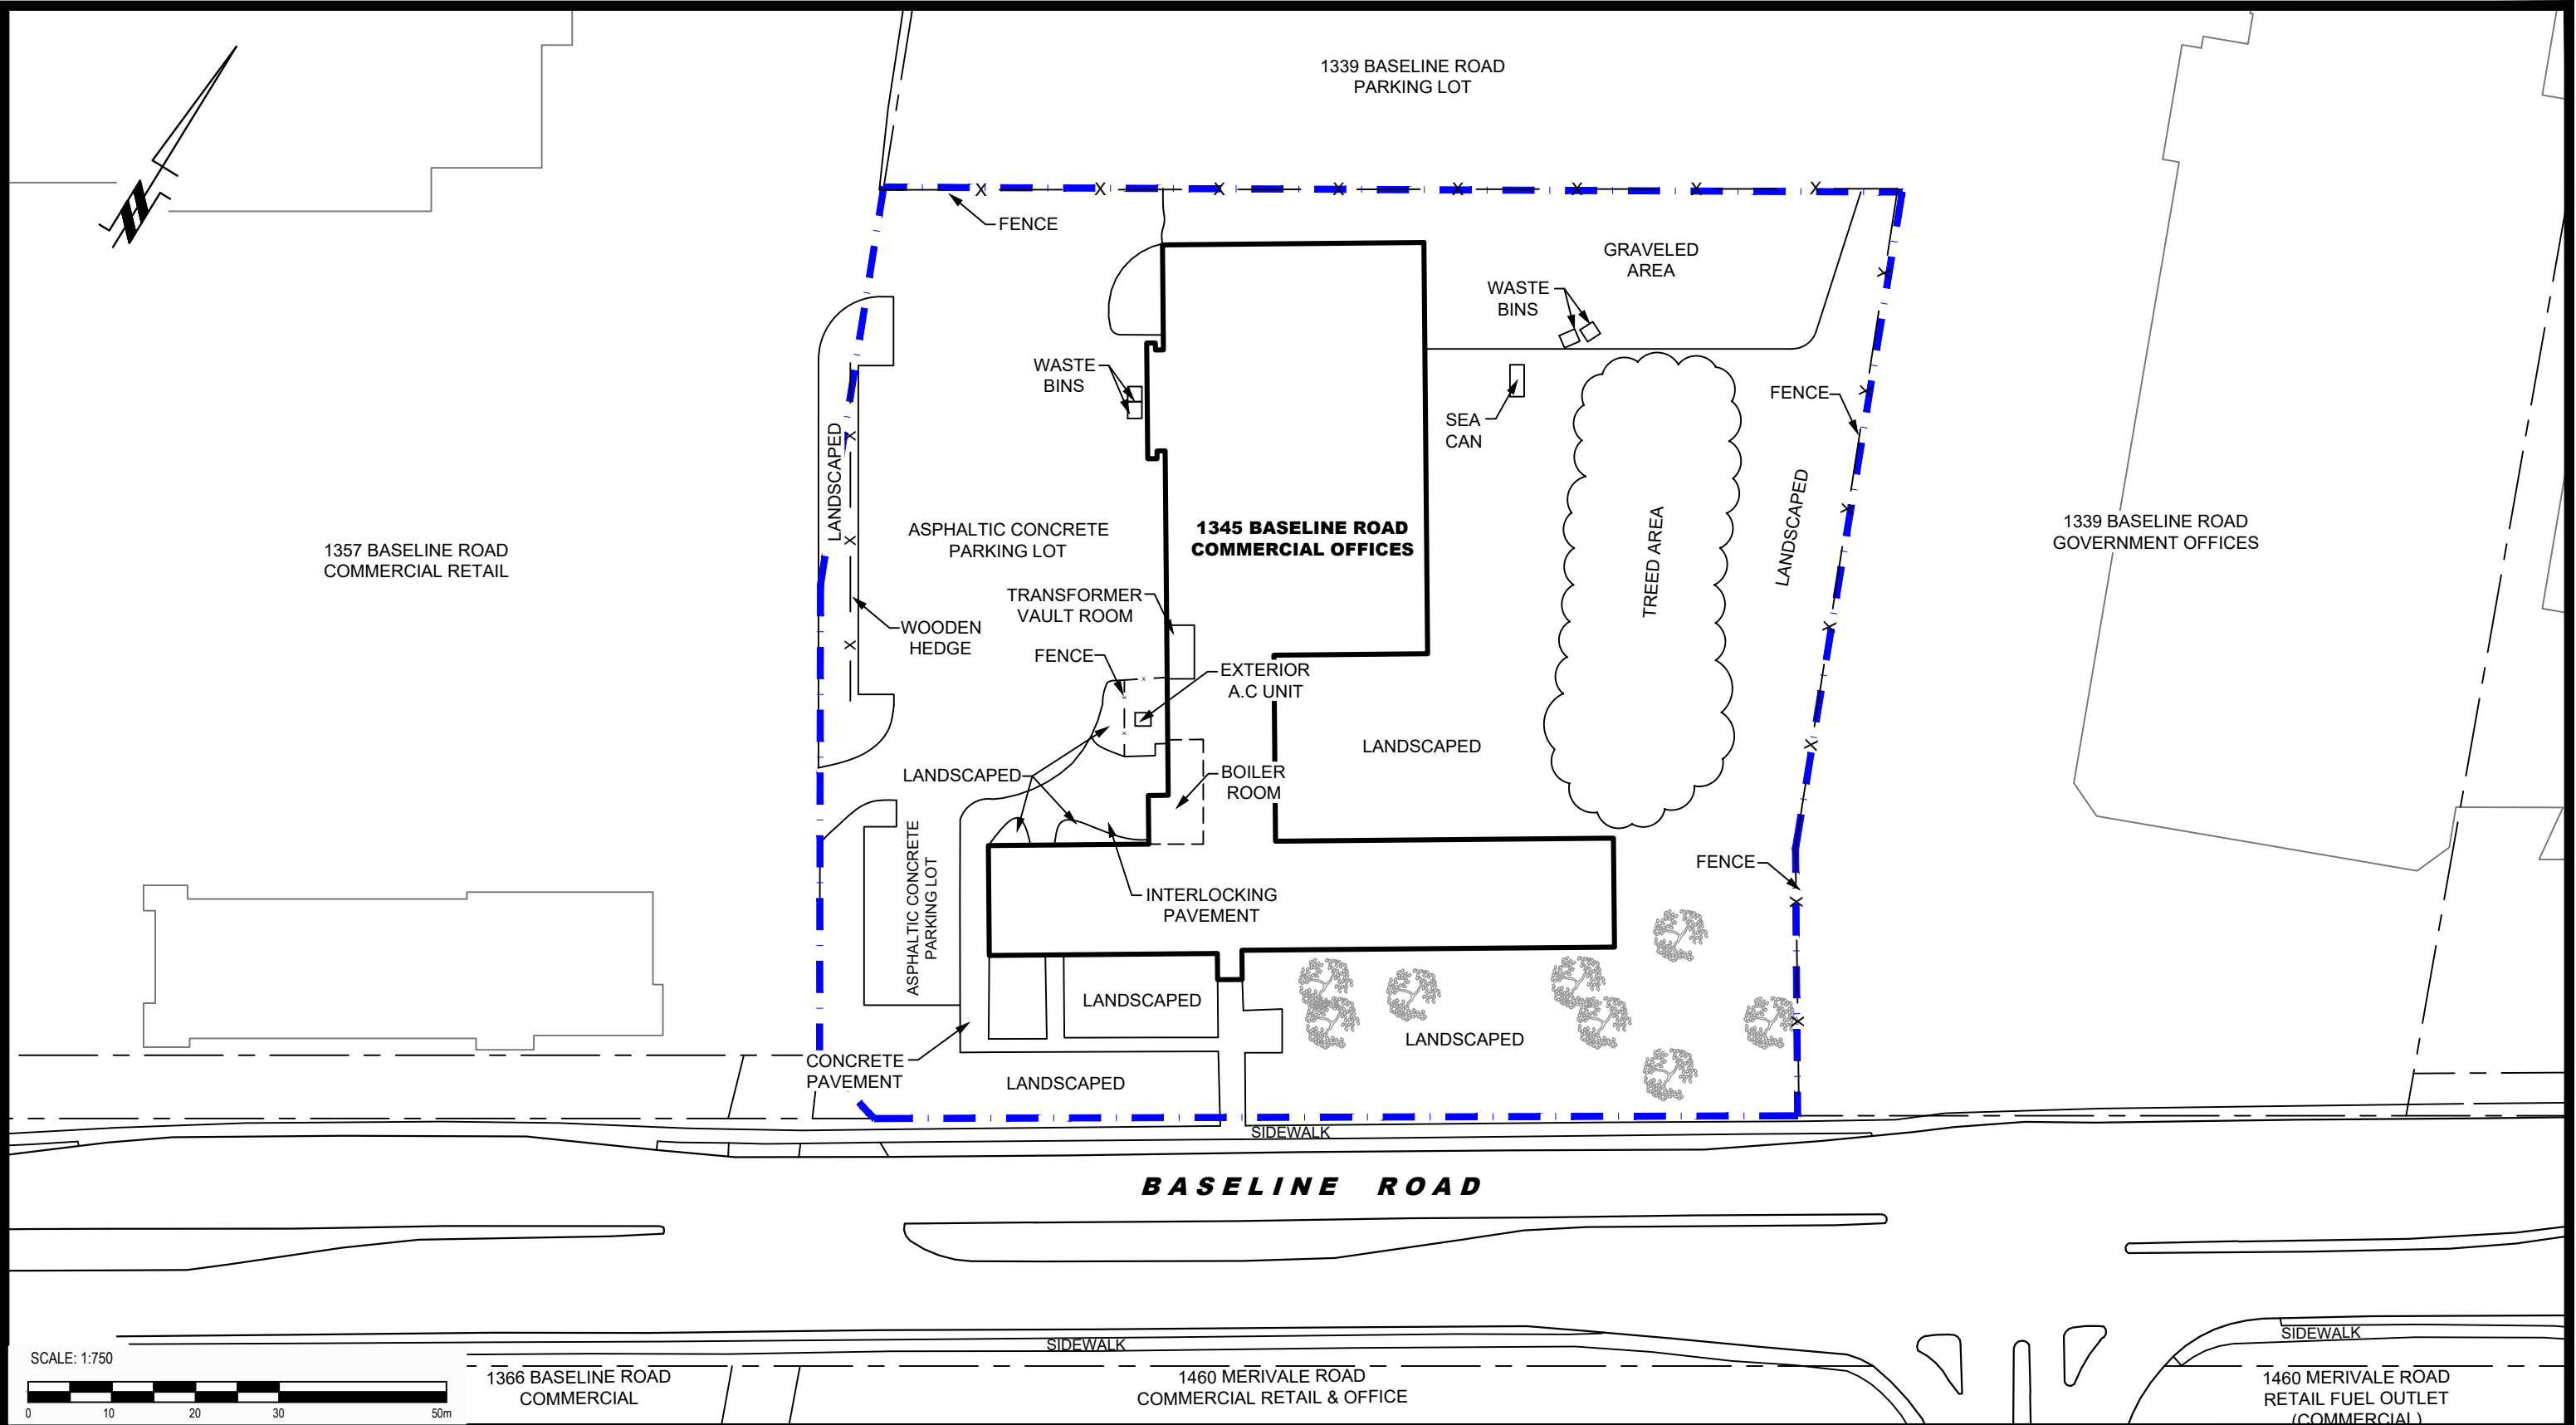 1339 BASELINE ROAD
PARKING LOT
X X X X X X X X
FENCE
GRAVELED
AREA
X
WASTE
BINS
WASTE
BINS
FENCE
X
SEA
CAN
LANDSCAPED
X
LANDSCAPED
1357 BASELINE ROAD
COMMERCIAL RETAIL
ASPHALTIC CONCRETE
PARKING LOT
1345 BASELINE ROAD
COMMERCIAL OFFICES
TREED AREA
X
1339 BASELINE ROAD
GOVERNMENT OFFICES
X
TRANSFORMER
VAULT ROOM
WOODEN
HEDGE
X
X
FENCE
EXTERIOR
A.C UNIT
x
x
x
LANDSCAPED
X
LANDSCAPED
BOILER
ROOM
ASPHALTIC CONCRETE
PARKING LOT
FENCE
INTERLOCKING
PAVEMENT
X
LANDSCAPED
X
LANDSCAPED
CONCRETE
PAVEMENT
LANDSCAPED
SIDEWALK
BASELINE ROAD
SIDEWALK
SIDEWALK
SCALE: 1:750
0 10 20 30 50m
1366 BASELINE ROAD
COMMERCIAL
1460 MERIVALE ROAD
COMMERCIAL RETAIL & OFFICE
1460 MERIVALE ROAD
RETAIL FUEL OUTLET
(COMMERCIAL)